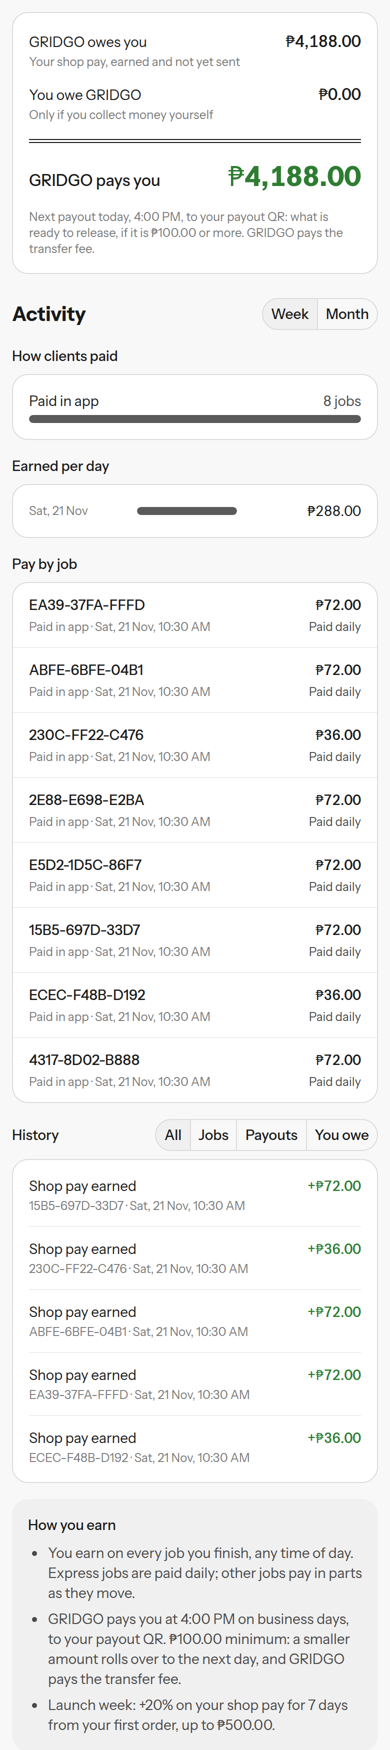 GRIDGO owes you ₱4,188.00
Your shop pay, earned and not yet sent
You owe GRIDGO ₱0.00
Only if you collect money yourself
GRIDGO pays you ₱4,188.00
Next payout today, 4:00 PM, to your payout QR: what is
ready to release, if it is ₱100.00 or more. GRIDGO pays the
transfer fee.
Activity Week Month
How clients paid
Paid in app 8 jobs
Earned per day
Sat, 21 Nov ₱288.00
Pay by job
EA39-37FA-FFFD ₱72.00
Paid in app · Sat, 21 Nov, 10:30 AM Paid daily
ABFE-6BFE-04B1 ₱72.00
Paid in app · Sat, 21 Nov, 10:30 AM Paid daily
230C-FF22-C476 ₱36.00
Paid in app · Sat, 21 Nov, 10:30 AM Paid daily
2E88-E698-E2BA ₱72.00
Paid in app · Sat, 21 Nov, 10:30 AM Paid daily
E5D2-1D5C-86F7 ₱72.00
Paid in app · Sat, 21 Nov, 10:30 AM Paid daily
15B5-697D-33D7 ₱72.00
Paid in app · Sat, 21 Nov, 10:30 AM Paid daily
ECEC-F48B-D192 ₱36.00
Paid in app · Sat, 21 Nov, 10:30 AM Paid daily
4317-8D02-B888 ₱72.00
Paid in app · Sat, 21 Nov, 10:30 AM Paid daily
History All Jobs Payouts You owe
Shop pay earned +₱72.00
15B5-697D-33D7 · Sat, 21 Nov, 10:30 AM
Shop pay earned +₱36.00
230C-FF22-C476 · Sat, 21 Nov, 10:30 AM
Shop pay earned +₱72.00
ABFE-6BFE-04B1 · Sat, 21 Nov, 10:30 AM
Shop pay earned +₱72.00
EA39-37FA-FFFD · Sat, 21 Nov, 10:30 AM
Shop pay earned +₱36.00
ECEC-F48B-D192 · Sat, 21 Nov, 10:30 AM
How you earn
• You earn on every job you finish, any time of day.
Express jobs are paid daily; other jobs pay in parts
as they move.
• GRIDGO pays you at 4:00 PM on business days,
to your payout QR. ₱100.00 minimum: a smaller
amount rolls over to the next day, and GRIDGO
pays the transfer fee.
• Launch week: +20% on your shop pay for 7 days
from your first order, up to ₱500.00.